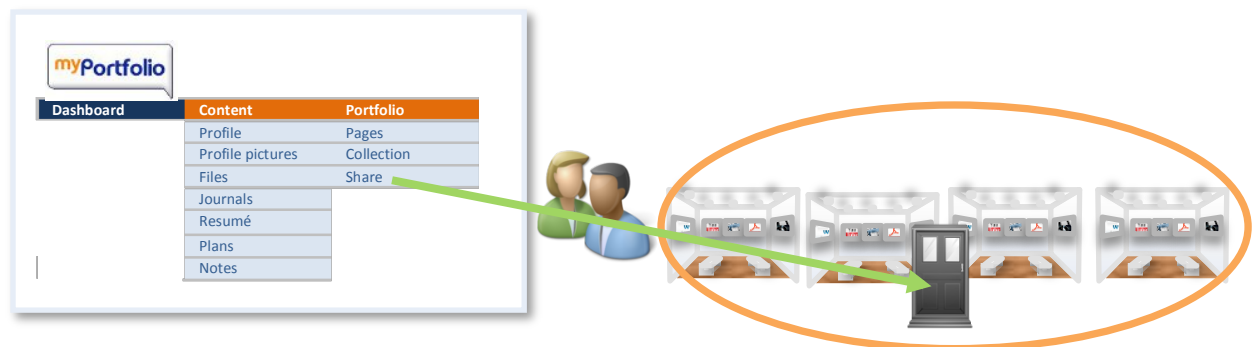 myPortfolio
Dashboard Content Portfolio
Profile Pages
Profile pictures Collection
Files Share
Journals
Resumé
Plans
Notes